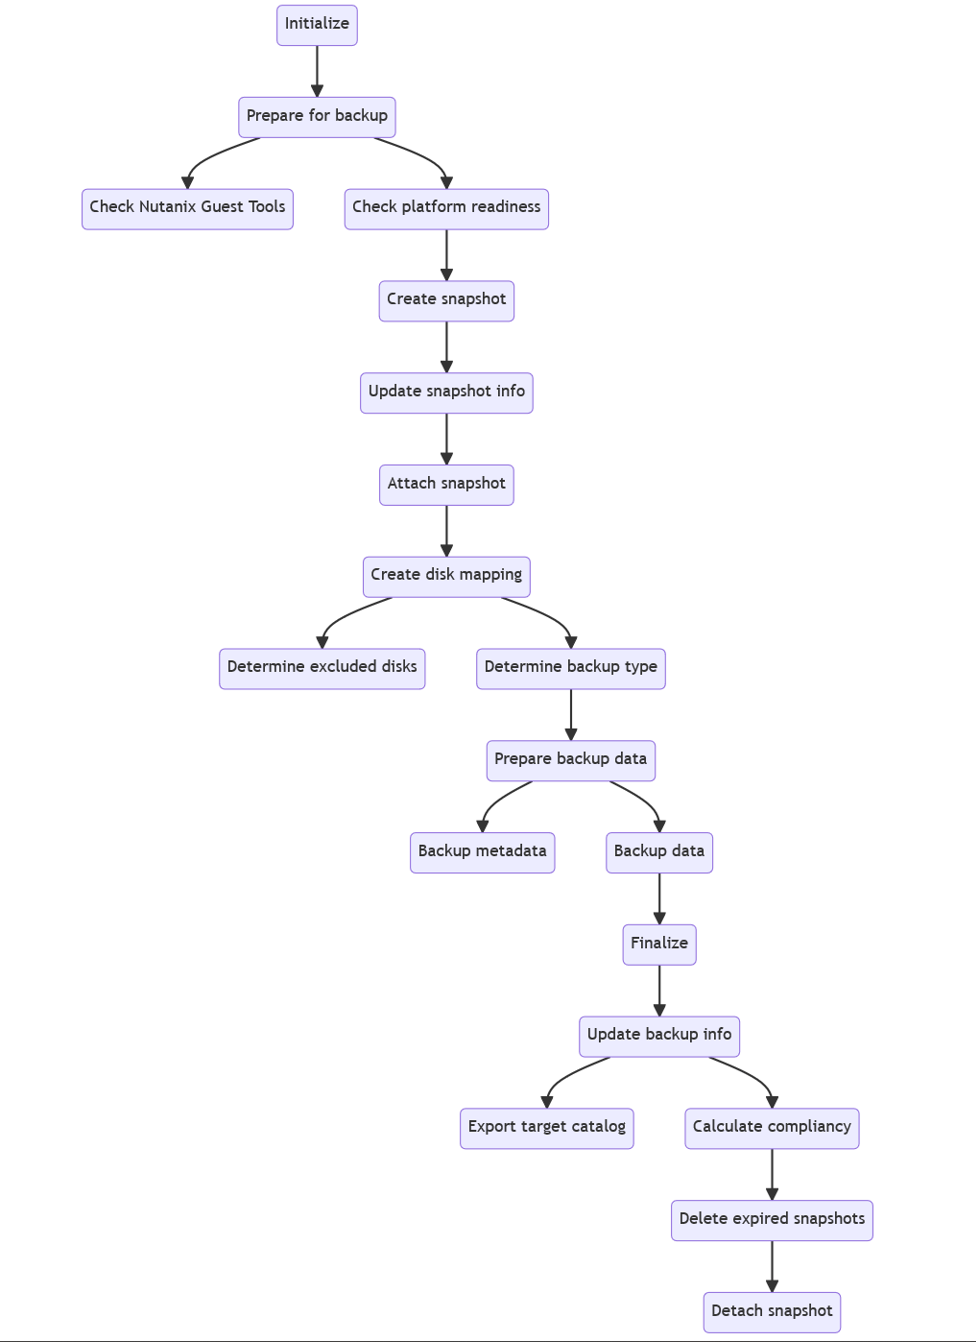 Initialize
Prepare for backup
Check Nutanix Guest Tools
Check platform readiness
Create snapshot
Update snapshot info
Attach snapshot
Create disk mapping
Determine excluded disks
Determine backup type
Prepare backup data
Backup metadata
Backup data
Finalize
Update backup info
Export target catalog
Calculate compliancy
Delete expired snapshots
Detach snapshot